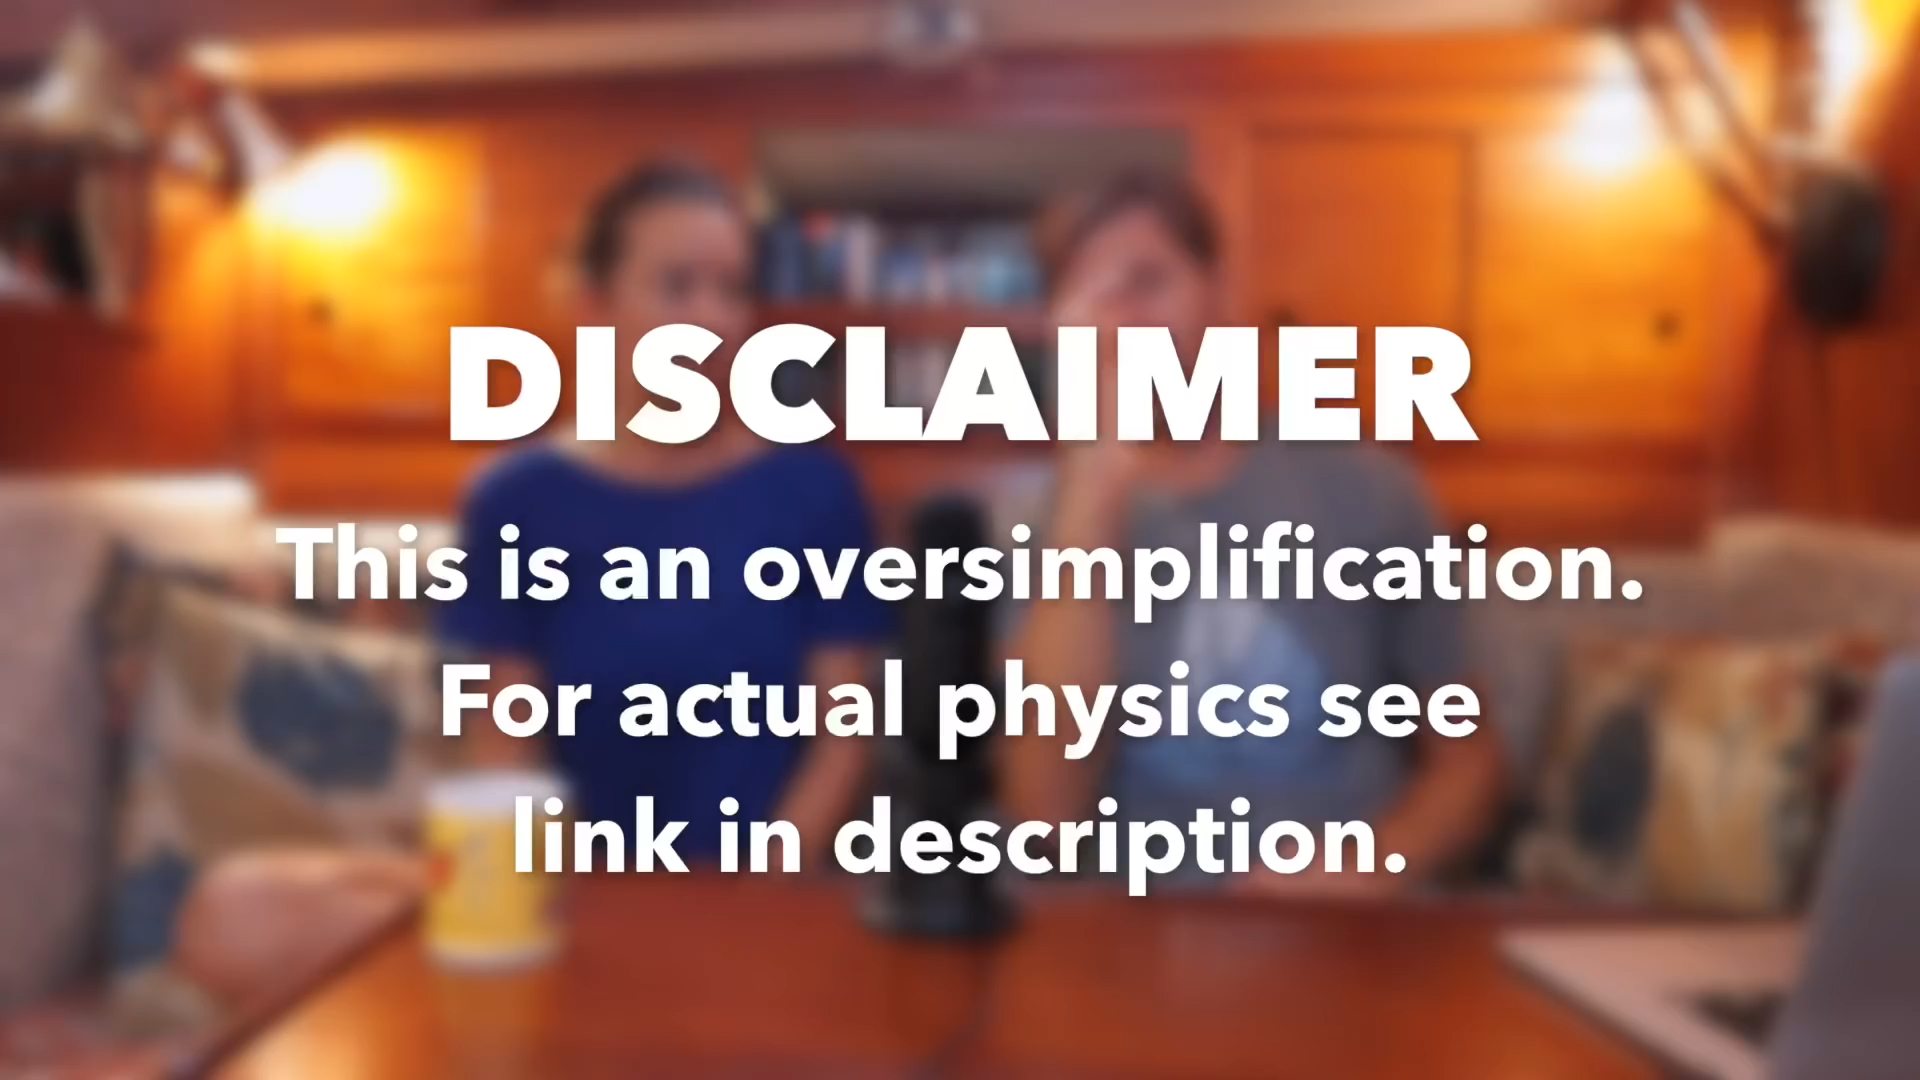 DISCLAIMER
This is an oversimplification.
For actual physics see
link in description.